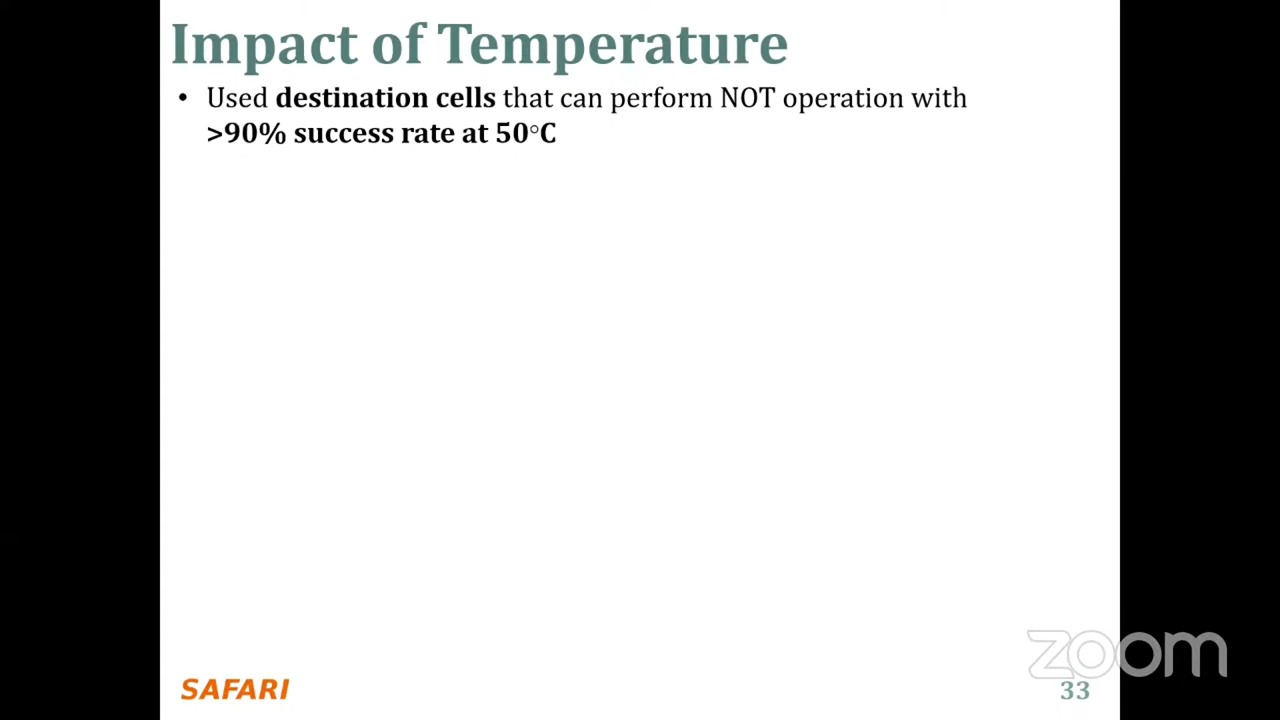 Impact of Temperature
• Used destination cells that can perform NOT operation with
>90% success rate at 50°C
zoom
SAFARI
33